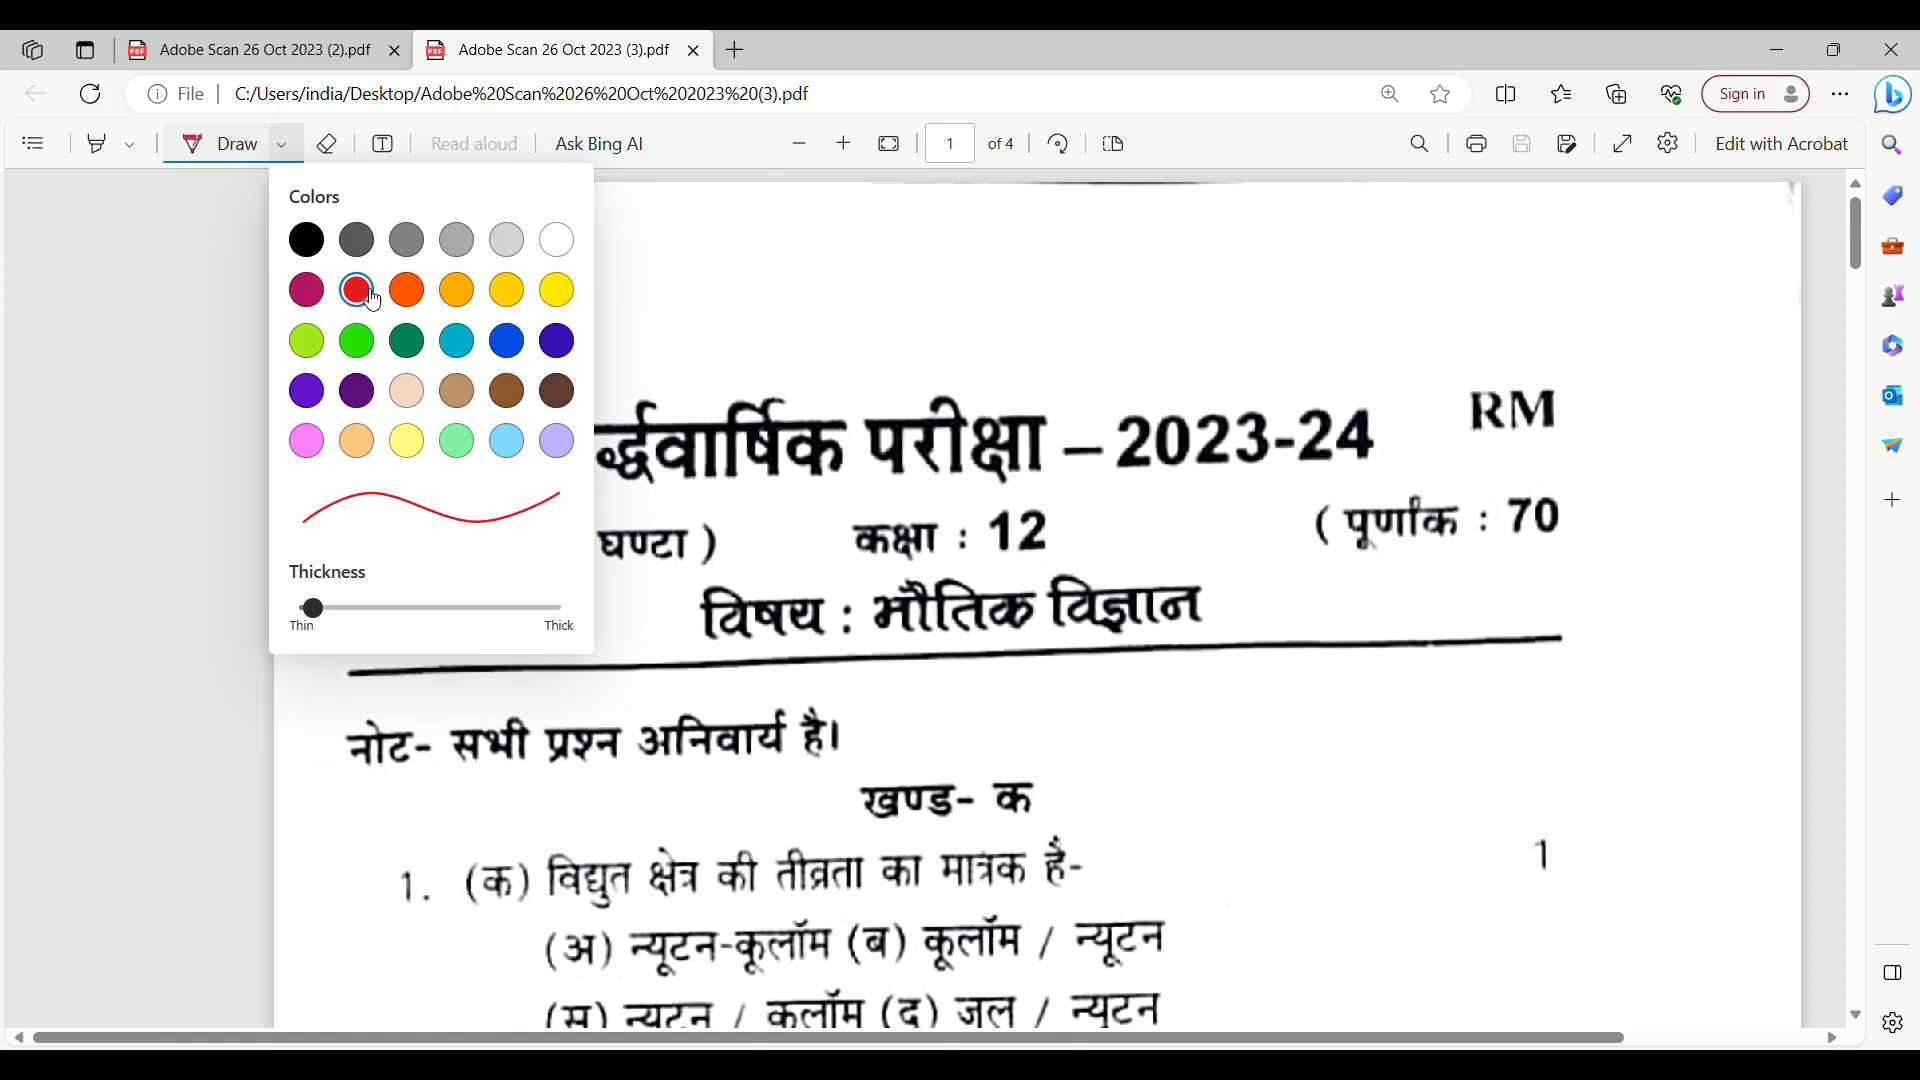 Adobe Scan 26 Oct 2023 (2).pdf
Adobe Scan 26 Oct 2023 (3).pdf
File
C:/Users/india/Desktop/Adobe%20Scan%2026%20Oct%202023%20(3).pdf
Sign in
Draw
Read aloud
Ask Bing AI
1 of 4
Edit with Acrobat
Colors
Thickness
Thin
Thick
र्द्धवार्षिक परीक्षा – 2023-24 RM
घण्टा ) कक्षा : 12 ( पूर्णांक : 70
विषय : भौतिक विज्ञान
नोट- सभी प्रश्न अनिवार्य है।
खण्ड- क
1. (क) विद्युत क्षेत्र की तीव्रता का मात्रक है- 1
(अ) न्यूटन-कूलॉम (ब) कूलॉम / न्यूटन
(स) न्यूटन / कूलॉम (द) जूल / न्यूटन